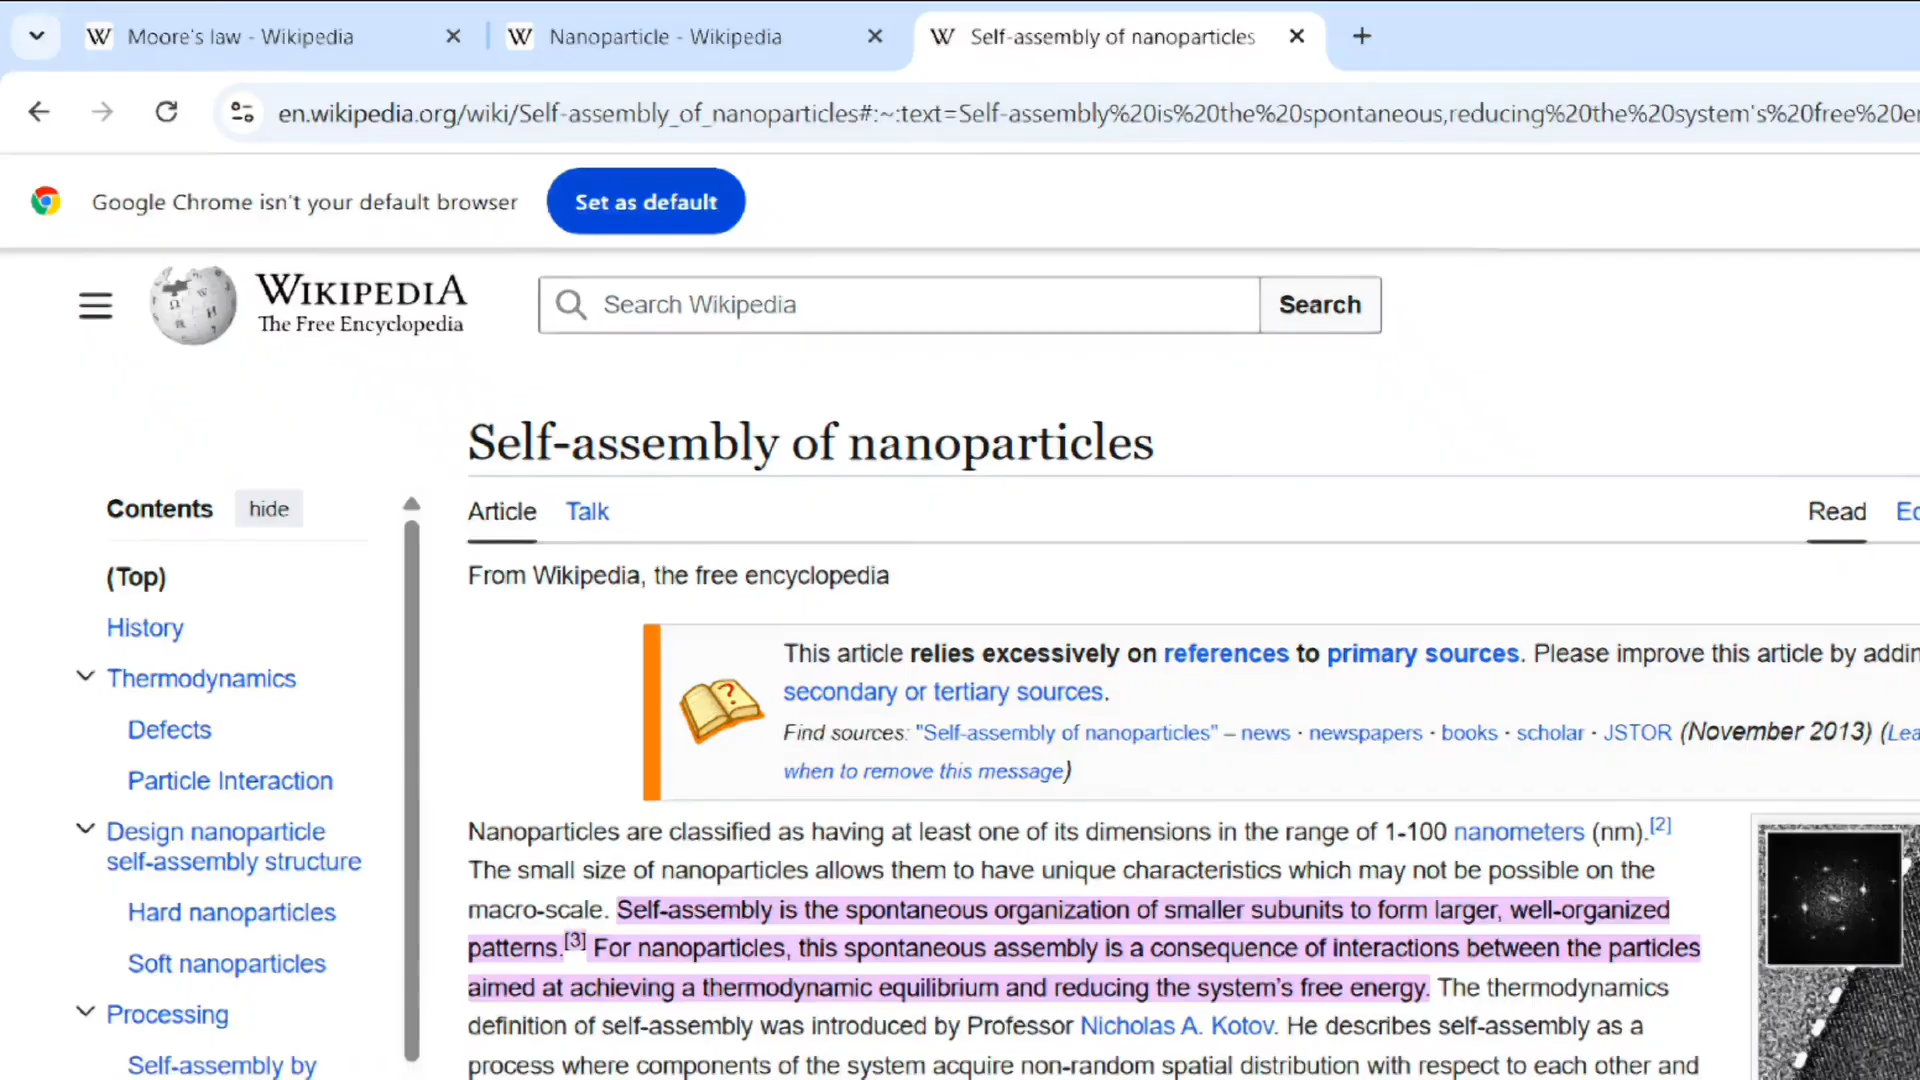 Moore's law - Wikipedia
Nanoparticle - Wikipedia
Self-assembly of nanoparticles
en.wikipedia.org/wiki/Self-assembly_of_nanoparticles#:~:text=Self-assembly%20is%20the%20spontaneous,reducing%20the%20system's%20free%20e
Google Chrome isn't your default browser
Set as default
WIKIPEDIA
The Free Encyclopedia
Search Wikipedia
Search
Self-assembly of nanoparticles
Contents
hide
Article
Talk
Read
(Top)
History
Thermodynamics
Defects
Particle Interaction
Design nanoparticle
self-assembly structure
Hard nanoparticles
Soft nanoparticles
Processing
Self-assembly by
From Wikipedia, the free encyclopedia
This article relies excessively on references to primary sources. Please improve this article by addin
secondary or tertiary sources.
Find sources: "Self-assembly of nanoparticles" – news · newspapers · books · scholar · JSTOR (November 2013) (Lea
when to remove this message)
Nanoparticles are classified as having at least one of its dimensions in the range of 1-100 nanometers (nm).[2]
The small size of nanoparticles allows them to have unique characteristics which may not be possible on the
macro-scale. Self-assembly is the spontaneous organization of smaller subunits to form larger, well-organized
patterns.[3] For nanoparticles, this spontaneous assembly is a consequence of interactions between the particles
aimed at achieving a thermodynamic equilibrium and reducing the system's free energy. The thermodynamics
definition of self-assembly was introduced by Professor Nicholas A. Kotov. He describes self-assembly as a
process where components of the system acquire non-random spatial distribution with respect to each other and